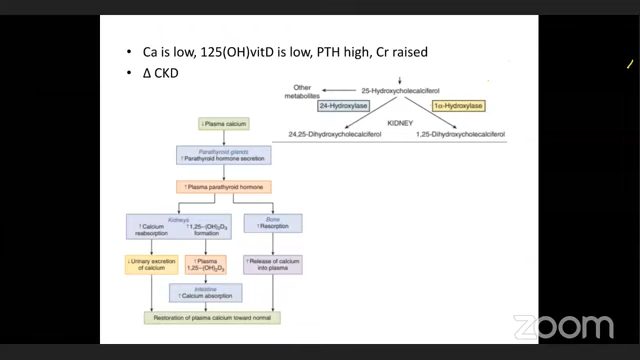 • Ca is low, 125(OH)vitD is low, PTH high, Cr raised
• Δ CKD
25-Hydroxycholecalciferol
Other
metabolites
24-Hydroxylase
1α-Hydroxylase
KIDNEY
24,25-Dihydroxycholecalciferol
1,25-Dihydroxycholecalciferol
↓ Plasma calcium
Parathyroid glands
↑ Parathyroid hormone secretion
↑ Plasma parathyroid hormone
Kidneys
↑ Calcium reabsorption
↑ 1,25–(OH)₂D₃ formation
Bone
↑ Resorption
↓ Urinary excretion of calcium
↑ Plasma 1,25–(OH)₂D₃
↑ Release of calcium into plasma
Intestine
↑ Calcium absorption
Restoration of plasma calcium toward normal
zoom